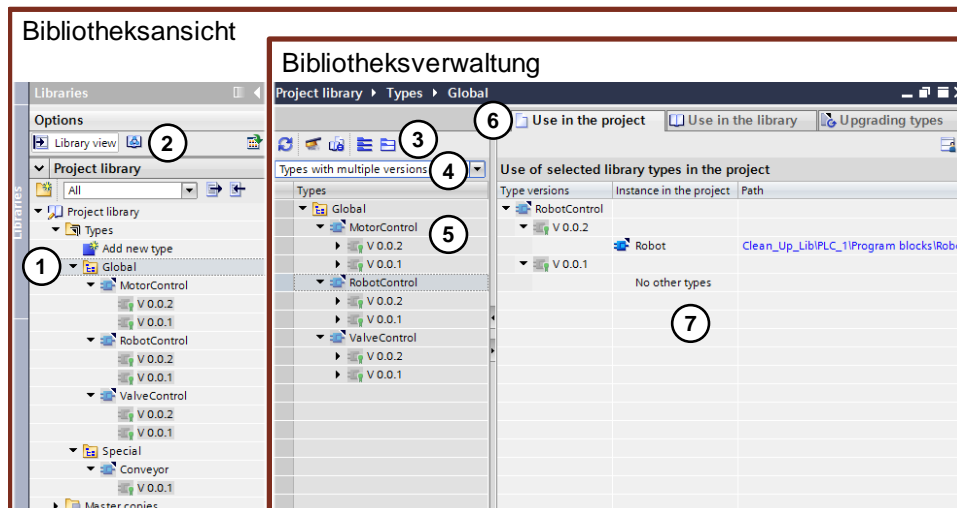 Bibliotheksansicht
Bibliotheksverwaltung
Libraries
Options
Library view
2
Project library
All
Project library
Types
Add new type
1
Global
MotorControl
V 0.0.2
V 0.0.1
RobotControl
V 0.0.2
V 0.0.1
ValveControl
V 0.0.2
V 0.0.1
Special
Conveyor
V 0.0.1
Master copies
Libraries
Project library Types Global
6
Use in the project
Use in the library
Upgrading types
3
Types with multiple versions
4
Types
Global
MotorControl
V 0.0.2
5
V 0.0.1
RobotControl
V 0.0.2
V 0.0.1
ValveControl
V 0.0.2
V 0.0.1
Use of selected library types in the project
Type versions Instance in the project Path
RobotControl
V 0.0.2
Robot Clean_Up_Lib\PLC_1\Program blocks\Robo
V 0.0.1
No other types
7